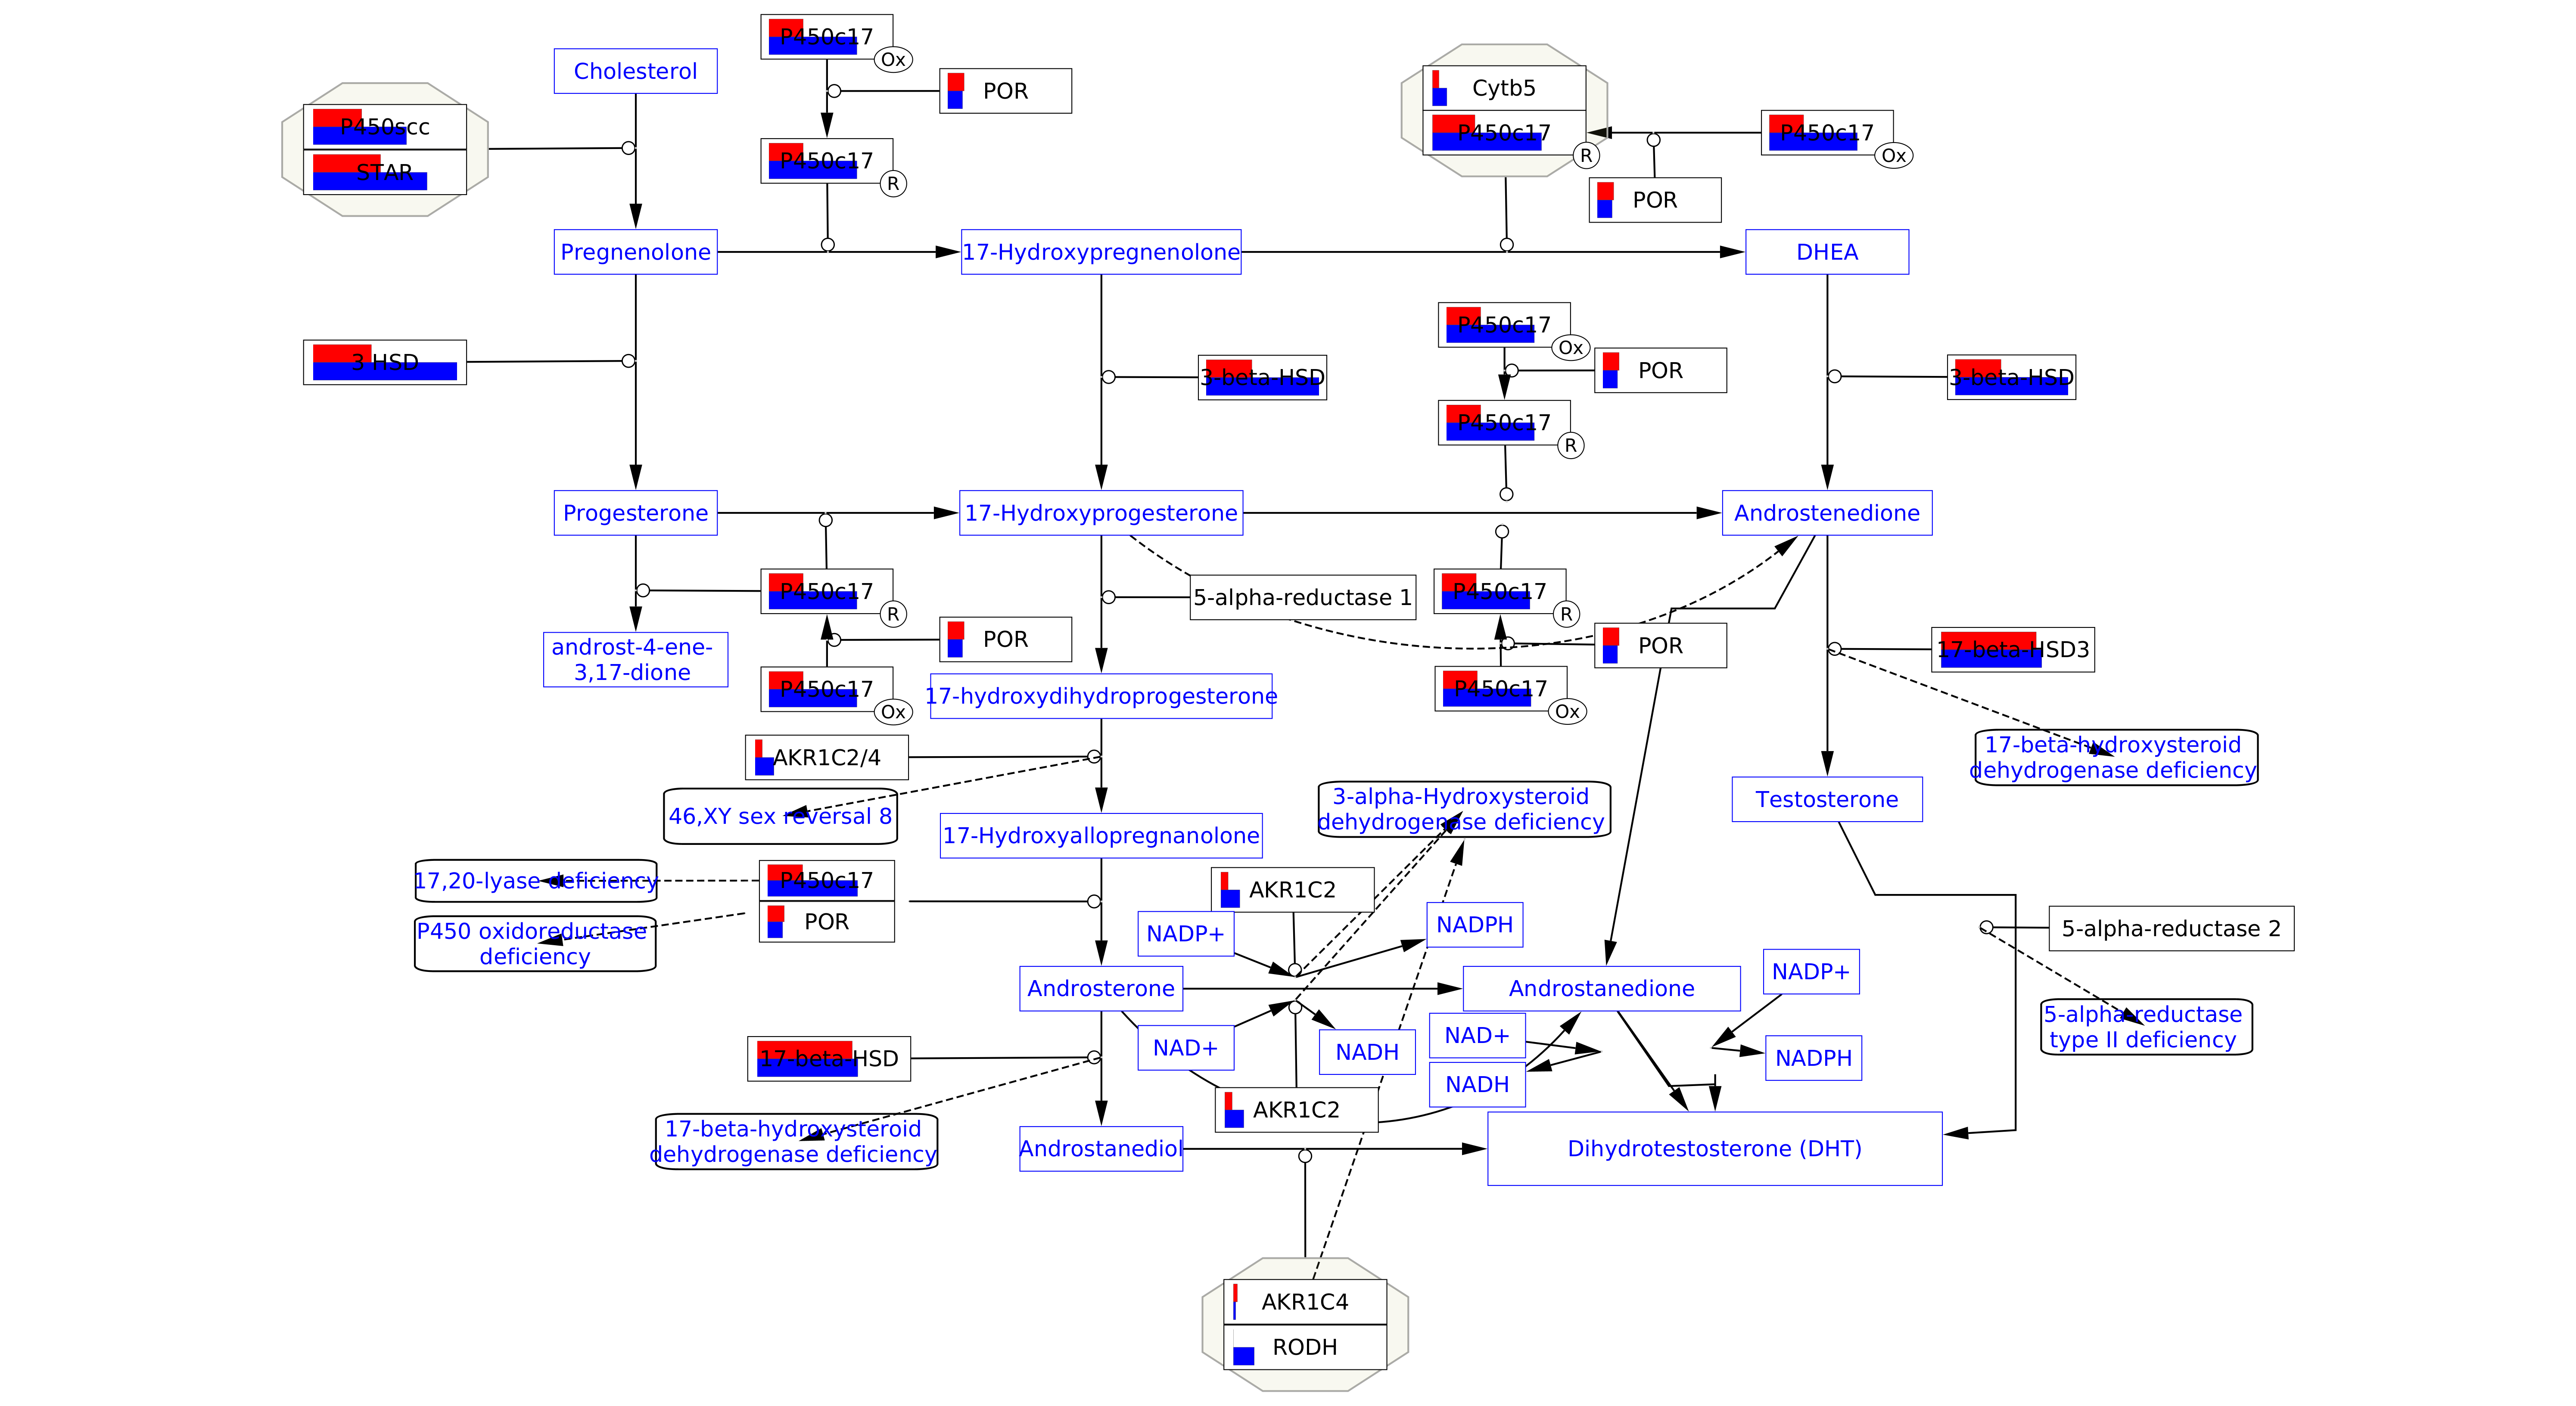 P450c17
Ox
Cholesterol
POR
Cytb5
P450scc
P450c17
P450c17
R
Ox
STAR
P450c17
R
POR
Pregnenolone
17-Hydroxypregnenolone
DHEA
P450c17
Ox
3 HSD
3-beta-HSD
POR
3-beta-HSD
P450c17
R
Progesterone
17-Hydroxyprogesterone
Androstenedione
P450c17
R
5-alpha-reductase 1
P450c17
R
androst-4-ene-
3,17-dione
POR
POR
17-beta-HSD3
P450c17
Ox
17-hydroxydihydroprogesterone
P450c17
Ox
AKR1C2/4
17-beta-hydroxysteroid
dehydrogenase deficiency
46,XY sex reversal 8
3-alpha-Hydroxysteroid
dehydrogenase deficiency
Testosterone
17-Hydroxyallopregnanolone
17,20-lyase deficiency
P450c17
AKR1C2
P450 oxidoreductase
deficiency
POR
NADP+
NADPH
5-alpha-reductase 2
Androsterone
Androstanedione
NADP+
5-alpha-reductase
type II deficiency
17-beta-HSD
NAD+
NADH
NAD+
NADPH
NADH
17-beta-hydroxysteroid
dehydrogenase deficiency
AKR1C2
Androstanediol
Dihydrotestosterone (DHT)
AKR1C4
RODH